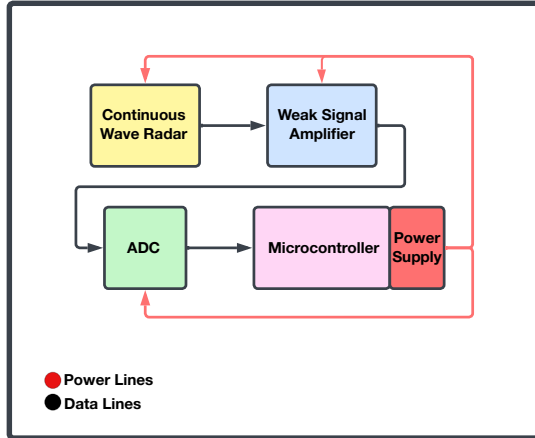 Continuous
Wave Radar
Weak Signal
Amplifier
ADC
Microcontroller
Power
Supply
Power Lines
Data Lines